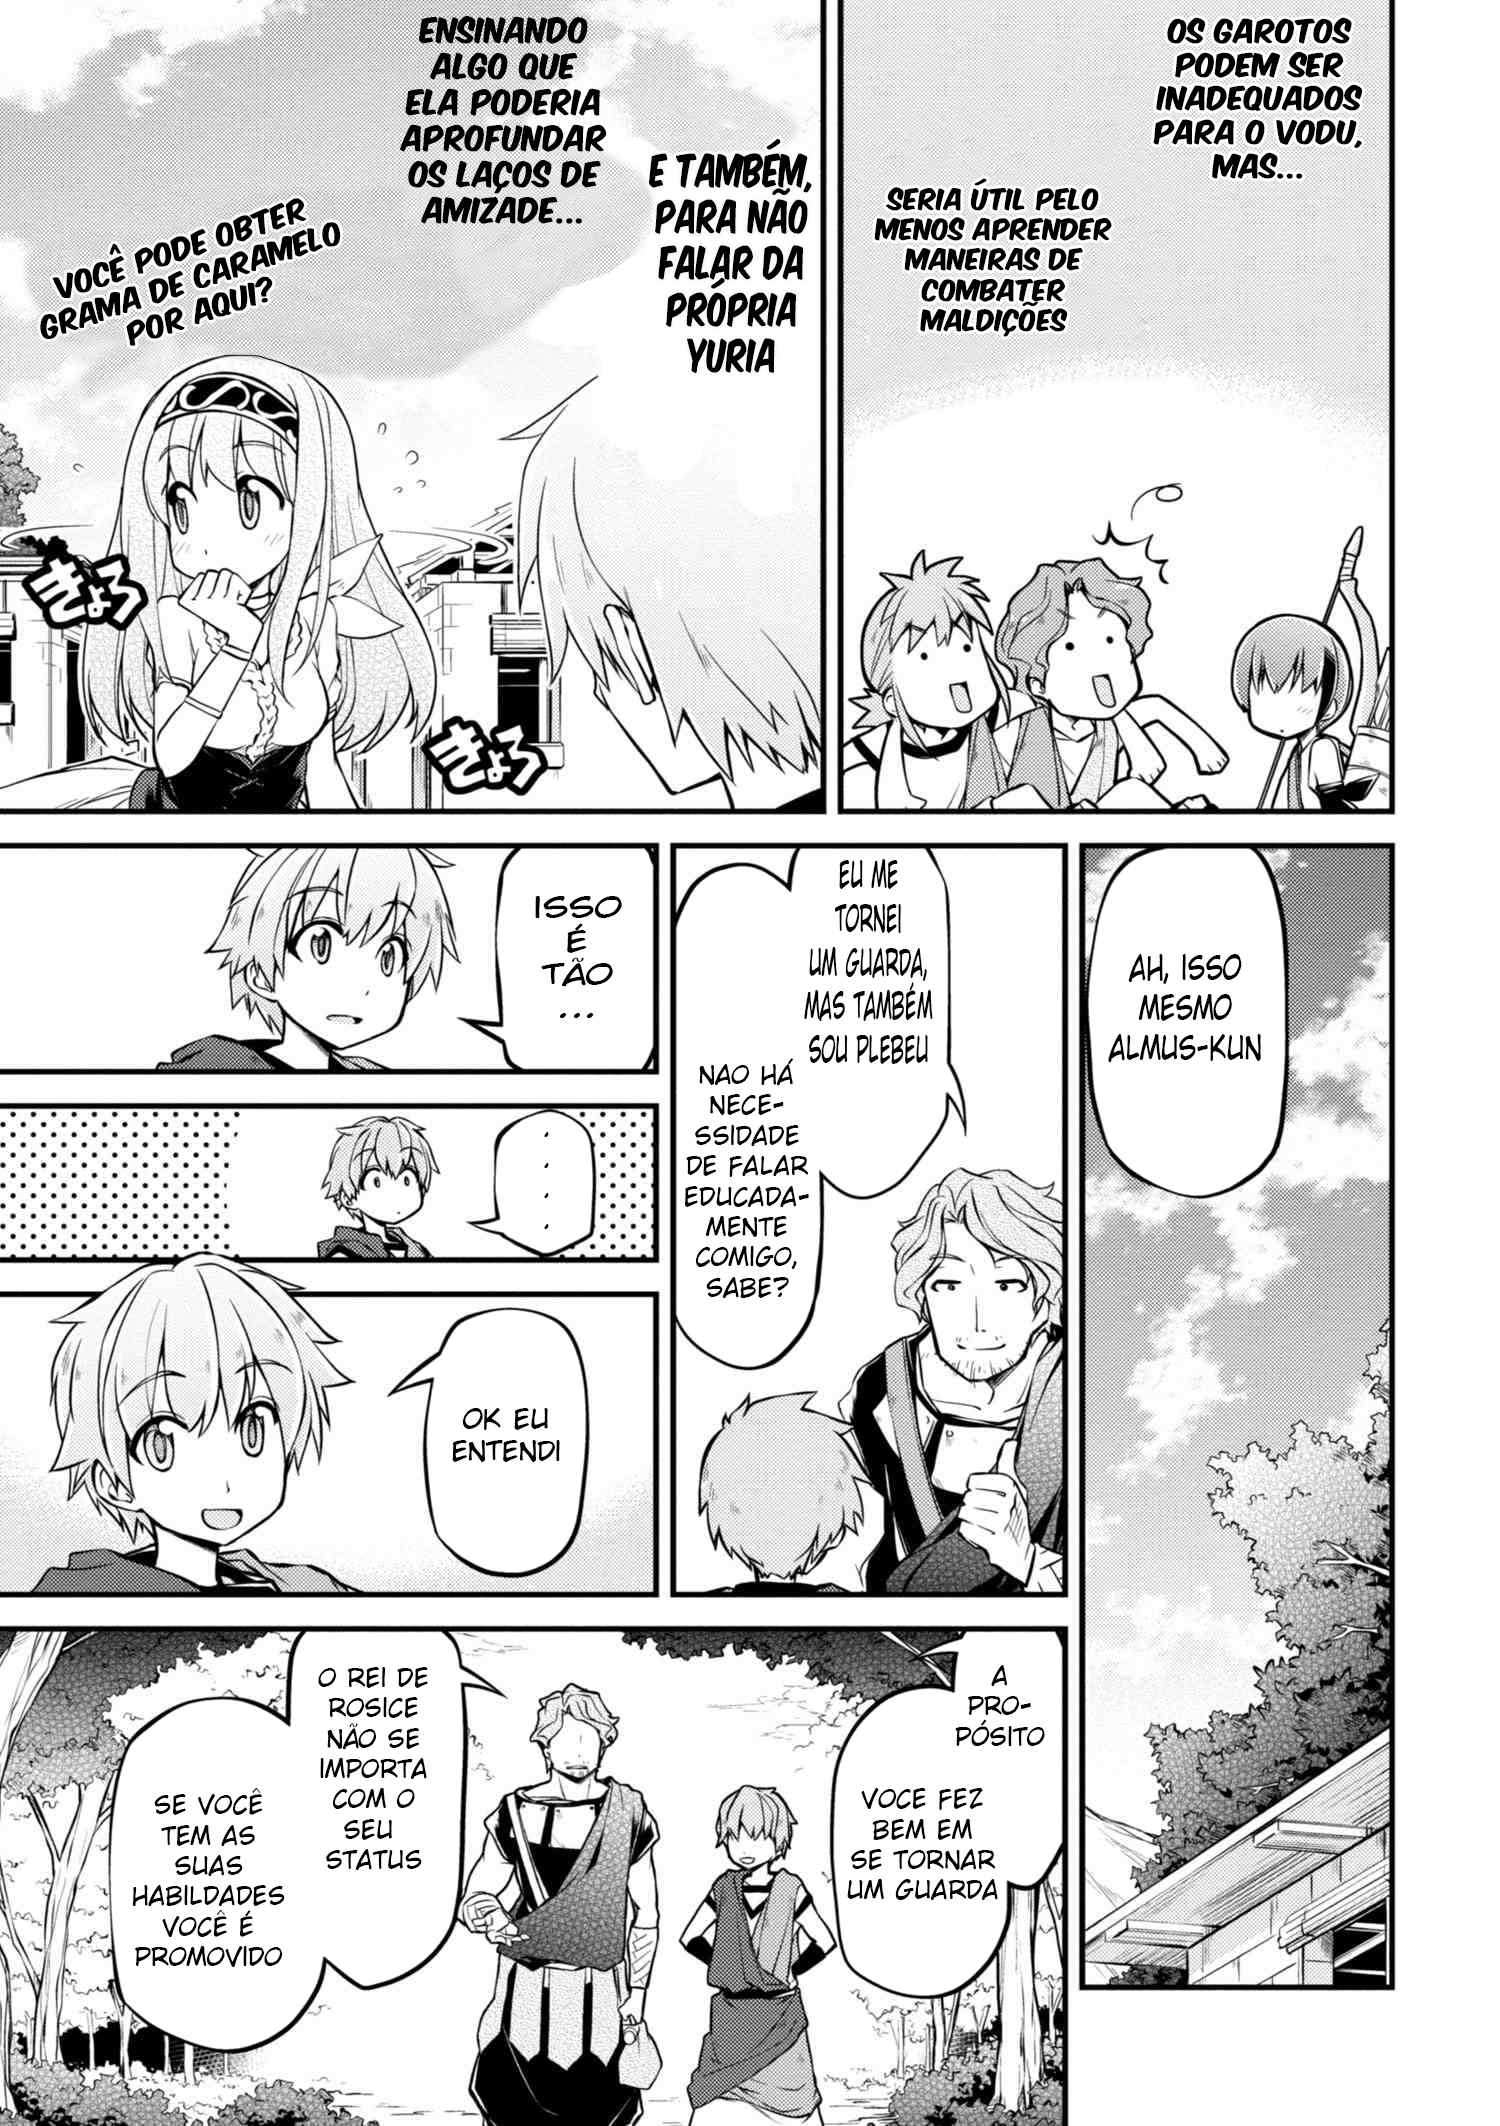 OS GAROTOS
PODEM SER
INADEQUADOS
PARA O VODU,
MAS...
SERIA ÚTIL PELO
MENOS APRENDER
MANEIRAS DE
COMBATER
MALDIÇÕES
E TAMBÉM,
PARA NÃO
FALAR DA
PRÓPRIA
YURIA
ENSINANDO
ALGO QUE
ELA PODERIA
APROFUNDAR
OS LAÇOS DE
AMIZADE...
VOCÊ PODE OBTER
GRAMA DE CARAMELO
POR AQUI?
きょろ
きょろ
AH, ISSO
MESMO
ALMUS-KUN
EU ME
TORNEI
UM GUARDA,
MAS TAMBÉM
SOU PLEBEU
NAO HÁ
NECE-
SSIDADE
DE FALAR
EDUCADA-
MENTE
COMIGO,
SABE?
ISSO
É
TÃO
...
....
OK EU
ENTENDI
A
PRO-
PÓSITO
VOCE FEZ
BEM EM
SE TORNAR
UM GUARDA
O REI DE
ROSICE
NÃO SE
IMPORTA
COM O
SEU
STATUS
SE VOCÊ
TEM AS
SUAS
HABILDADES
VOCÊ É
PROMOVIDO